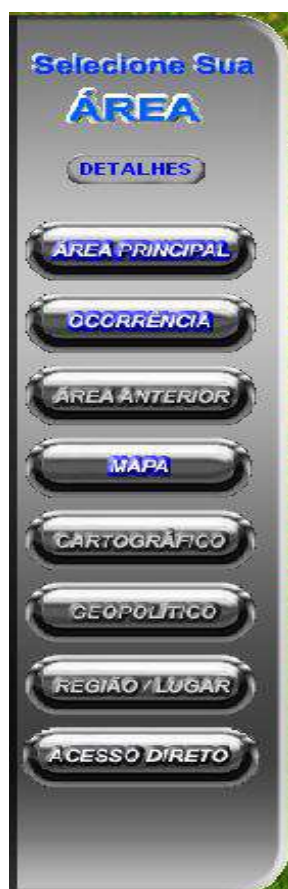 Selecione Sua
ÁREA
DETALHES
ÁREA PRINCIPAL
OCORRÊNCIA
ÁREA ANTERIOR
MAPA
CARTOGRÁFICO
GEOPOLÍTICO
REGIÃO / LUGAR
ACESSO DIRETO